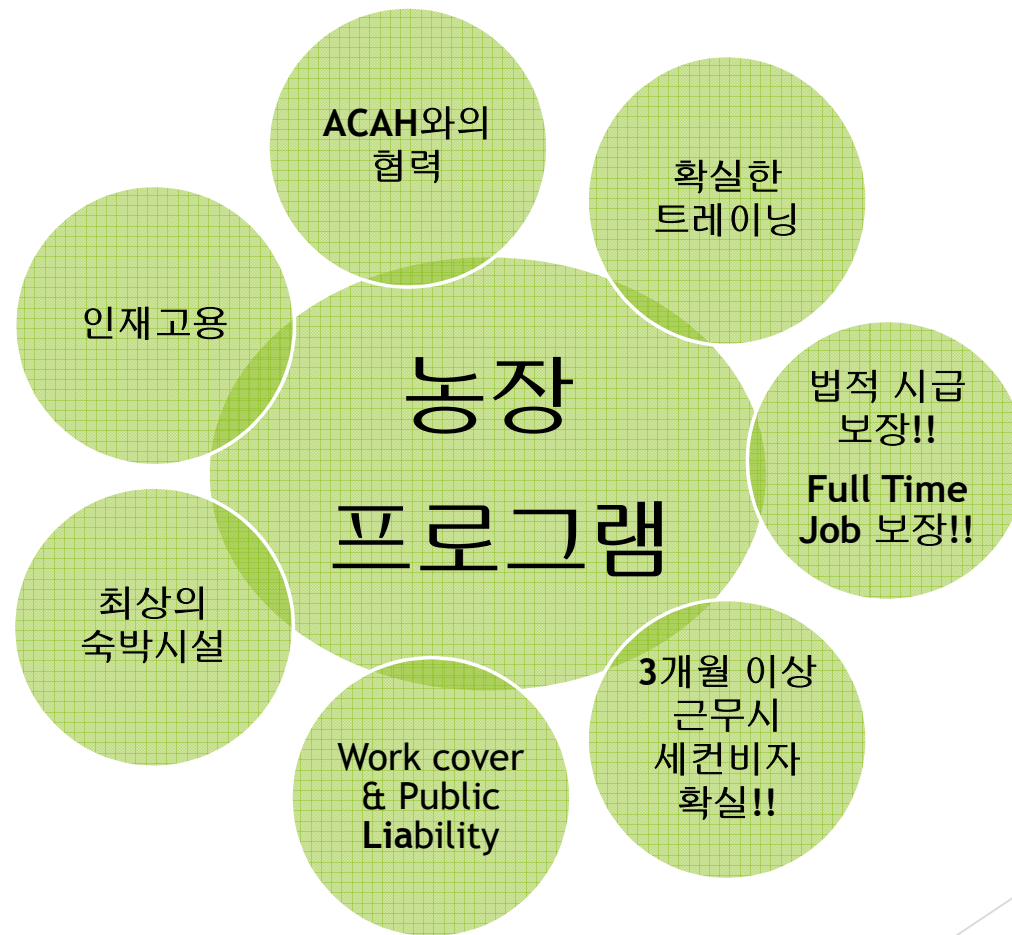 농장
프로그램
ACAH와의
협력
확실한
트레이닝
법적 시급
보장!!
Full Time
Job 보장!!
3개월 이상
근무시
세컨비자
확실!!
Work cover
& Public
Liability
최상의
숙박시설
인재고용